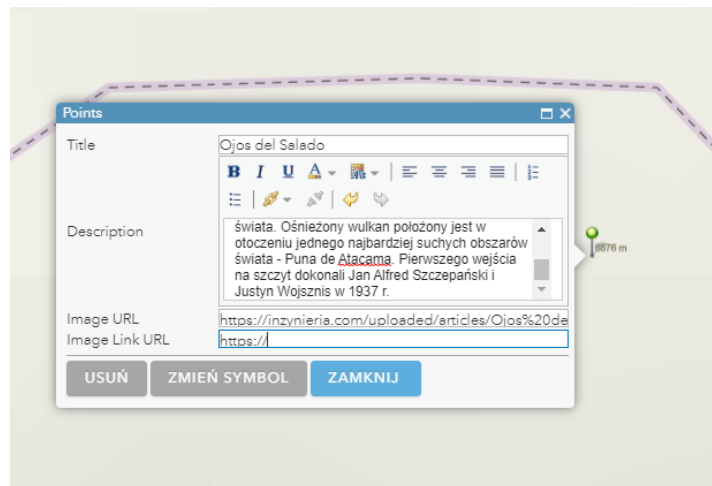 Points
Title Ojos del Salado
B I U A
Description
świata. Ośnieżony wulkan położony jest w
otoczeniu jednego najbardziej suchych obszarów
świata - Puna de Atacama. Pierwszego wejścia
na szczyt dokonali Jan Alfred Szczepański i
Justyn Wojsznis w 1937 r.
6876 m
Image URL https://inzynieria.com/uploaded/articles/Ojos%20de
Image Link URL https://
USUŃ ZMIEŃ SYMBOL ZAMKNIJ